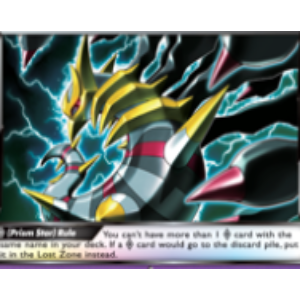 ◇ (Prism Star) Rule You can't have more than 1 ◇ card with the
same name in your deck. If a ◇ card would go to the discard pile, put
it in the Lost Zone instead.